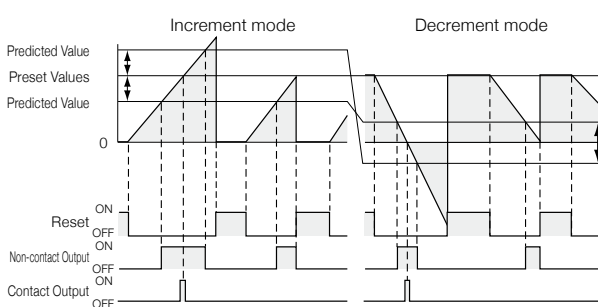 Increment mode
Decrement mode
Predicted Value
Preset Values
Predicted Value
0
Reset
ON
OFF
Non-contact Output
ON
OFF
Contact Output
ON
OFF